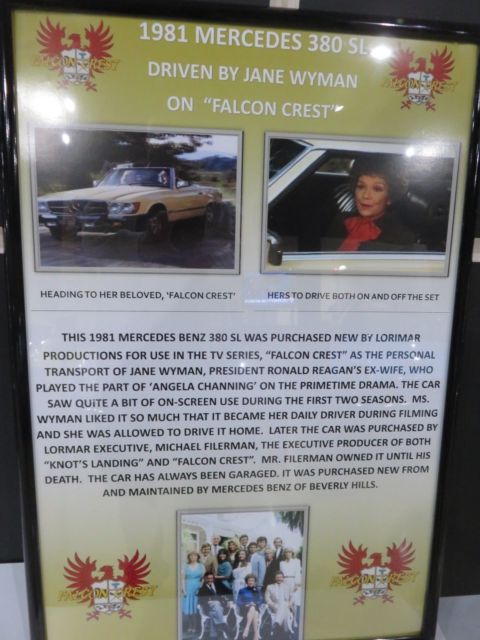 1981 MERCEDES 380 SL
DRIVEN BY JANE WYMAN
ON "FALCON CREST"
FALCON CREST
FALCON CREST
HEADING TO HER BELOVED, 'FALCON CREST'
HERS TO DRIVE BOTH ON AND OFF THE SET
THIS 1981 MERCEDES BENZ 380 SL WAS PURCHASED NEW BY LORIMAR
PRODUCTIONS FOR USE IN THE TV SERIES, "FALCON CREST" AS THE PERSONAL
TRANSPORT OF JANE WYMAN, PRESIDENT RONALD REAGAN'S EX-WIFE, WHO
PLAYED THE PART OF 'ANGELA CHANNING' ON THE PRIMETIME DRAMA. THE CAR
SAW QUITE A BIT OF ON-SCREEN USE DURING THE FIRST TWO SEASONS. MS.
WYMAN LIKED IT SO MUCH THAT IT BECAME HER DAILY DRIVER DURING FILMING
AND SHE WAS ALLOWED TO DRIVE IT HOME. LATER THE CAR WAS PURCHASED BY
LORMAR EXECUTIVE, MICHAEL FILERMAN, THE EXECUTIVE PRODUCER OF BOTH
"KNOT'S LANDING" AND "FALCON CREST". MR. FILERMAN OWNED IT UNTIL HIS
DEATH. THE CAR HAS ALWAYS BEEN GARAGED. IT WAS PURCHASED NEW FROM
AND MAINTAINED BY MERCEDES BENZ OF BEVERLY HILLS.
FALCON CREST
FALCON CREST